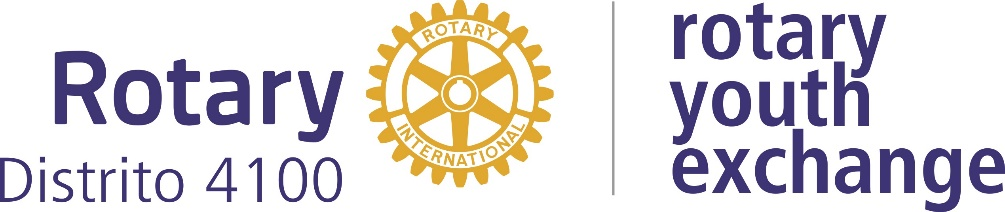 Rotary
Distrito 4100
ROTARY
INTERNATIONAL
rotary
youth
exchange